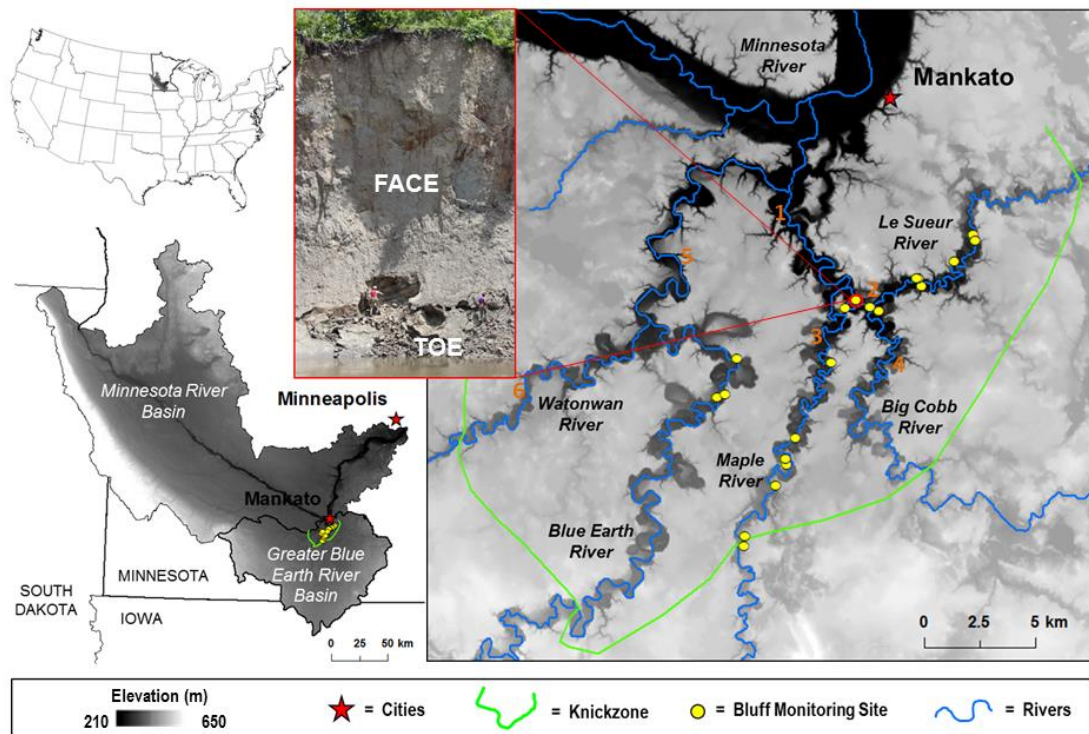 FACE
TOE
Minnesota River
Basin
Minneapolis
Mankato
Greater Blue
Earth River
Basin
SOUTH
DAKOTA
MINNESOTA
IOWA
0 25 50 km
Minnesota
River
Mankato
1
Le Sueur
River
2
5
3
4
6
Watonwan
River
Big Cobb
River
Maple
River
Blue Earth
River
0 2.5 5 km
Elevation (m)
210 650
= Cities
= Knickzone
= Bluff Monitoring Site
= Rivers